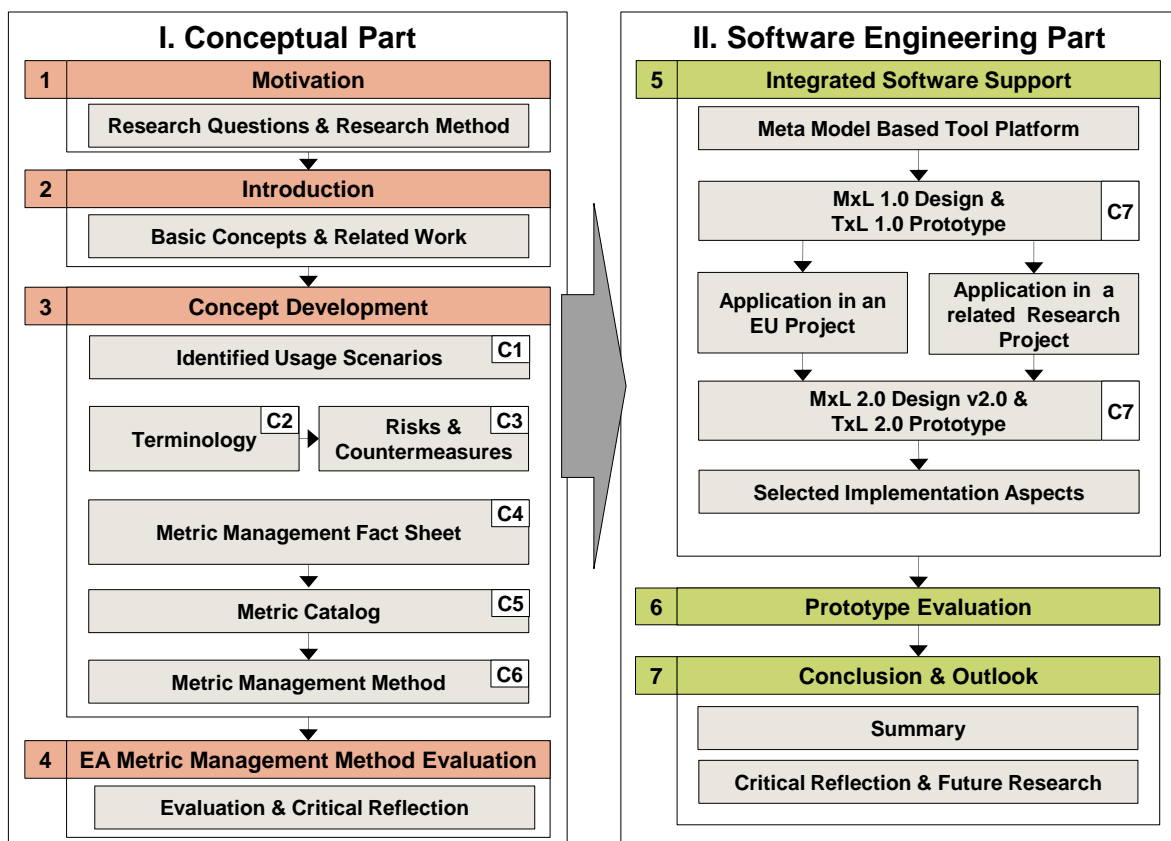 I. Conceptual Part
1
Motivation
Research Questions & Research Method
2
Introduction
Basic Concepts & Related Work
3
Concept Development
Identified Usage Scenarios
C1
Terminology
C2
Risks &
Countermeasures
C3
Metric Management Fact Sheet
C4
Metric Catalog
C5
Metric Management Method
C6
4
EA Metric Management Method Evaluation
Evaluation & Critical Reflection
II. Software Engineering Part
5
Integrated Software Support
Meta Model Based Tool Platform
MxL 1.0 Design &
TxL 1.0 Prototype
C7
Application in an
EU Project
Application in a
related Research
Project
MxL 2.0 Design v2.0 &
TxL 2.0 Prototype
C7
Selected Implementation Aspects
6
Prototype Evaluation
7
Conclusion & Outlook
Summary
Critical Reflection & Future Research